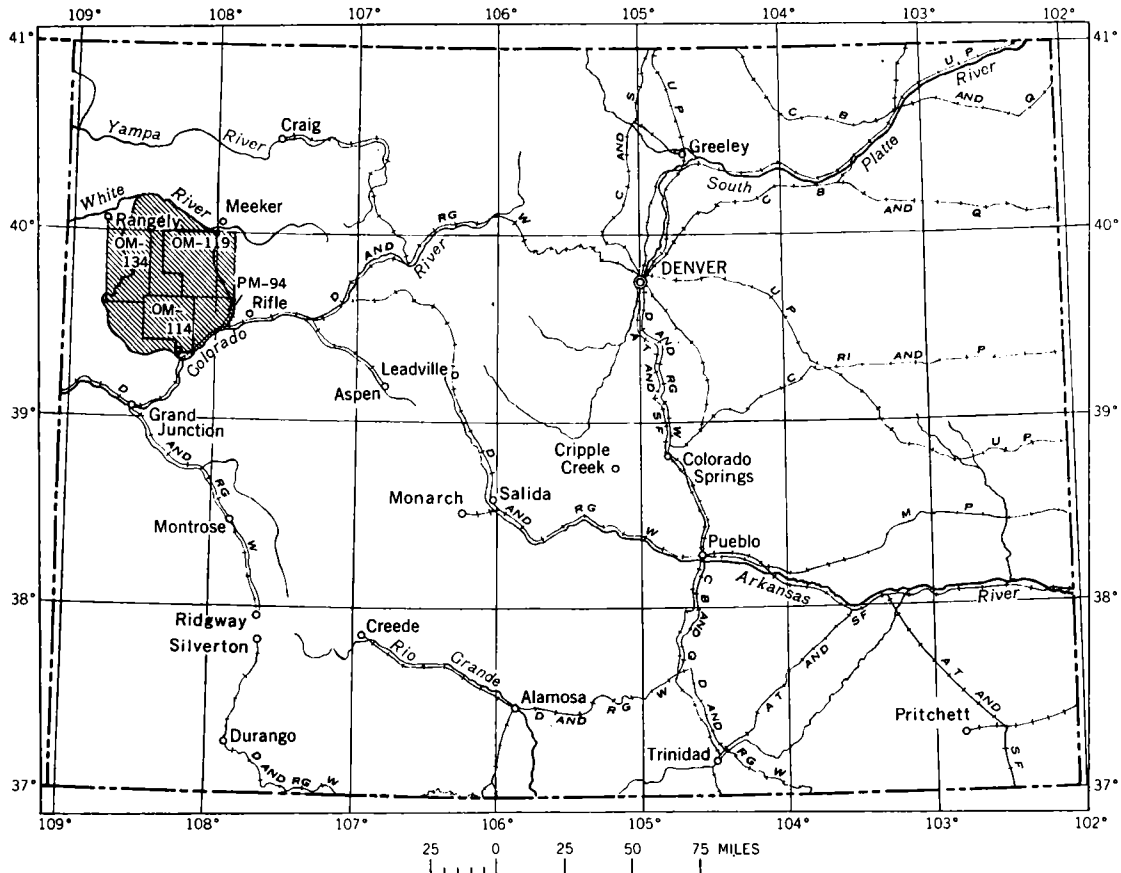 109° 108° 107° 106° 105° 104° 103° 102°
41° 41°
U P
River
S
U P
C B AND Q
Yampa River
Craig
Greeley
AND
C
South Platte
White River
Meeker
C B AND Q
Rangely
40° 40°
OM-134
OM-119
D AND RG W
River
DENVER
PM-94
Rifle
OM-114
Colorado
U P
D AND RG W
A T AND SF
Leadville
Aspen
C RI AND P
D
39° 39°
Grand Junction
Cripple Creek
Colorado Springs
U P
AND RG W
D AND RG W
Salida
Monarch
M P
Montrose
Pueblo
Arkansas River
38° 38°
C B AND Q
SF
Ridgway
Silverton
Creede
Rio Grande
A T AND
A T AND SF
Alamosa
D AND RG W
D AND RG W
Pritchett
Durango
Trinidad
D AND RG W
37° 37°
109° 108° 107° 106° 105° 104° 103° 102°
25 0 25 50 75 MILES